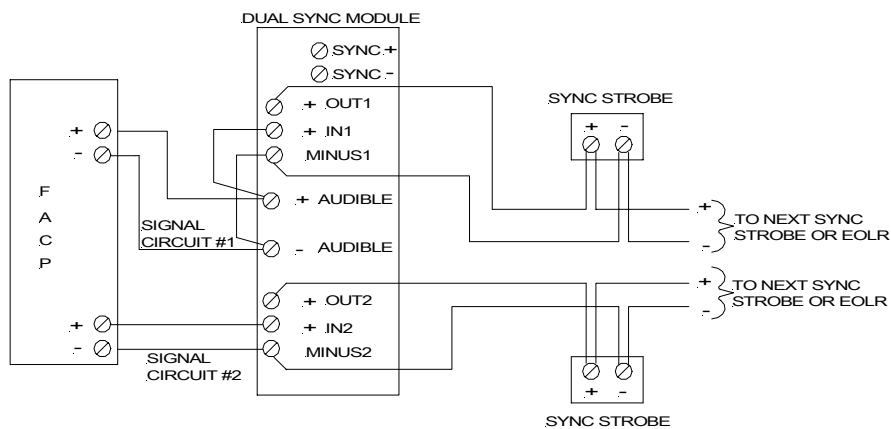 DUAL SYNC MODULE
SYNC +
SYNC -
+ OUT1
+ IN1
MINUS1
+ AUDIBLE
- AUDIBLE
+ OUT2
+ IN2
MINUS2
+
-
F
A
C
P
+
-
SIGNAL
CIRCUIT #1
SIGNAL
CIRCUIT #2
SYNC STROBE
+ -
+
-
TO NEXT SYNC
STROBE OR EOLR
+
-
TO NEXT SYNC
STROBE OR EOLR
+ -
SYNC STROBE